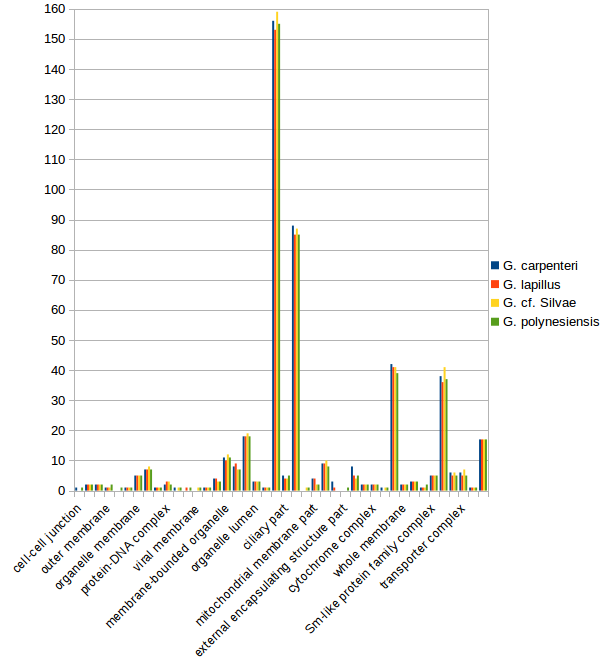 160
150
140
130
120
110
100
90
80
70
60
50
40
30
20
10
0
G. carpenteri
G. lapillus
G. cf. Silvae
G. polynesiensis
cell-cell junction
outer membrane
organelle membrane
protein-DNA complex
viral membrane
membrane-bounded organelle
organelle lumen
ciliary part
mitochondrial membrane part
external encapsulating structure part
cytochrome complex
whole membrane
Sm-like protein family complex
transporter complex